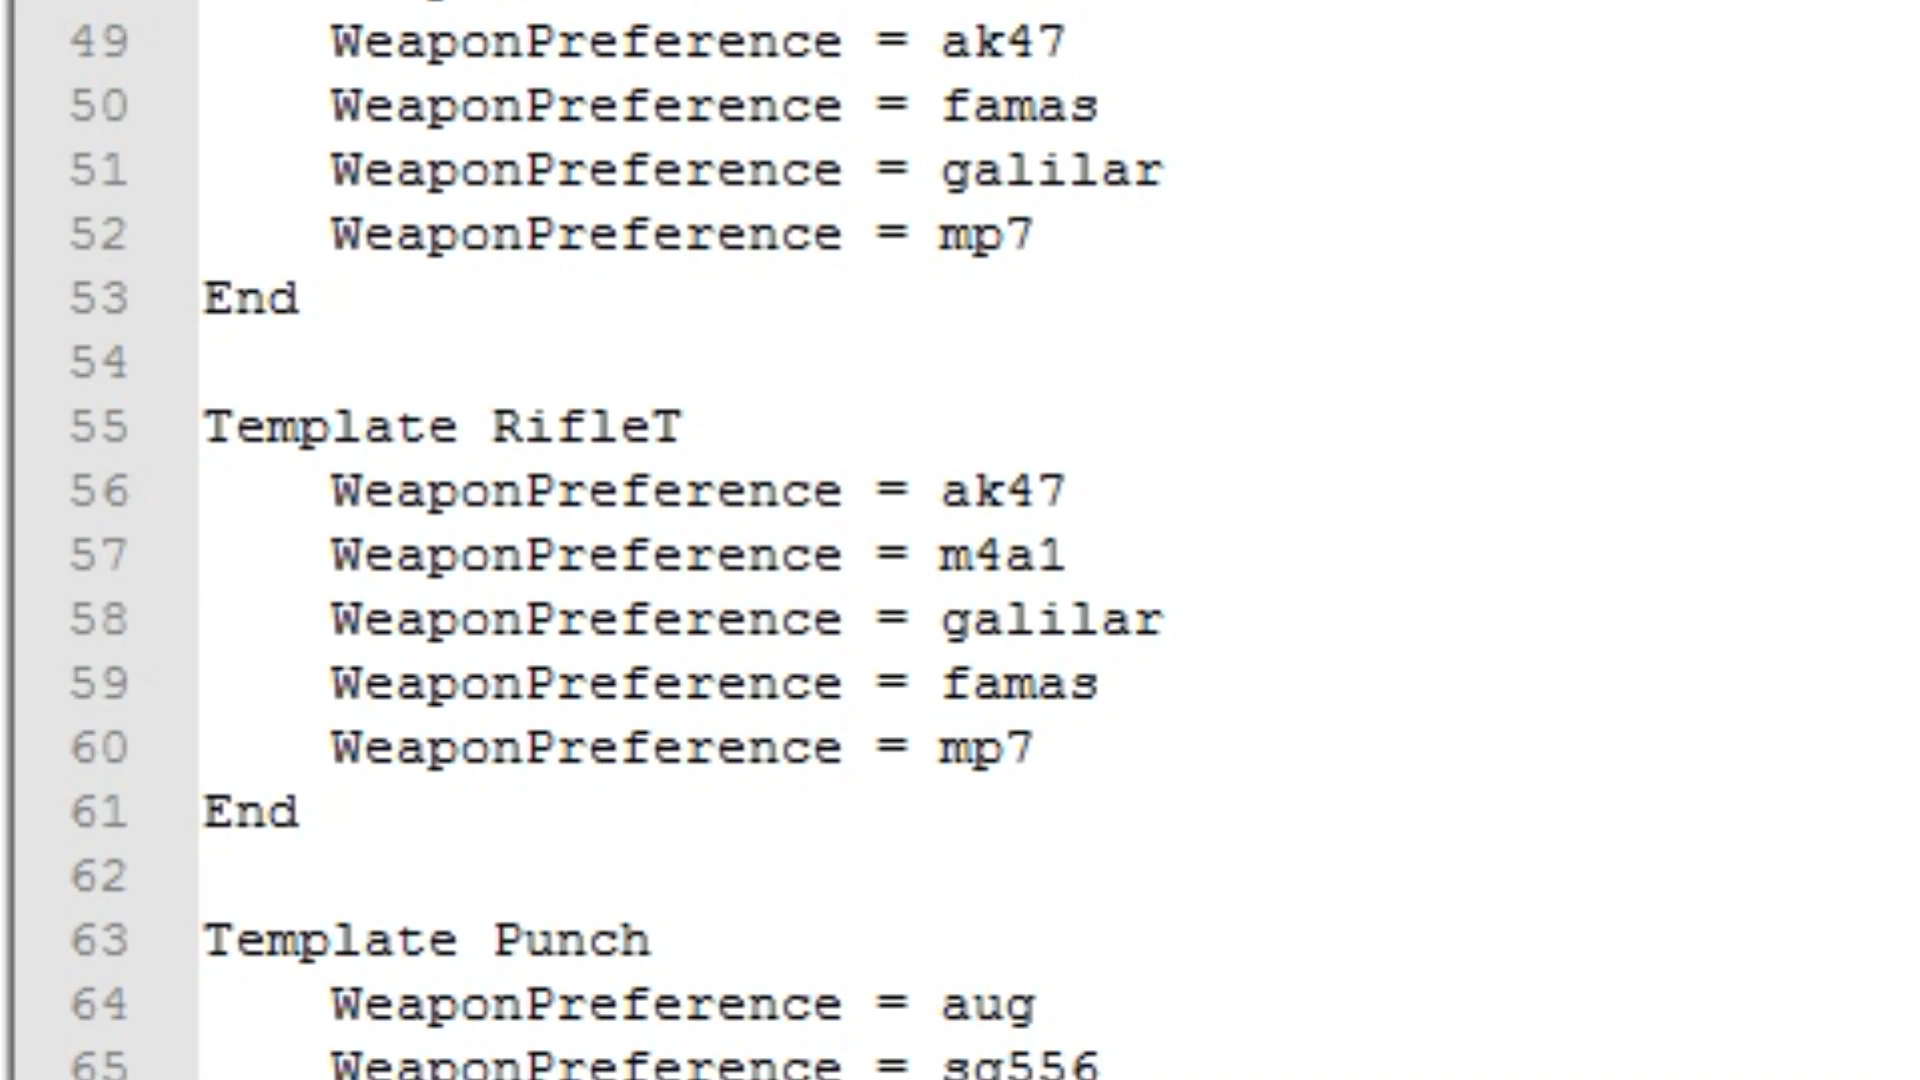 49 WeaponPreference = ak47
50 WeaponPreference = famas
51 WeaponPreference = galilar
52 WeaponPreference = mp7
53 End
54
55 Template RifleT
56 WeaponPreference = ak47
57 WeaponPreference = m4a1
58 WeaponPreference = galilar
59 WeaponPreference = famas
60 WeaponPreference = mp7
61 End
62
63 Template Punch
64 WeaponPreference = aug
65 WeaponPreference = sg556